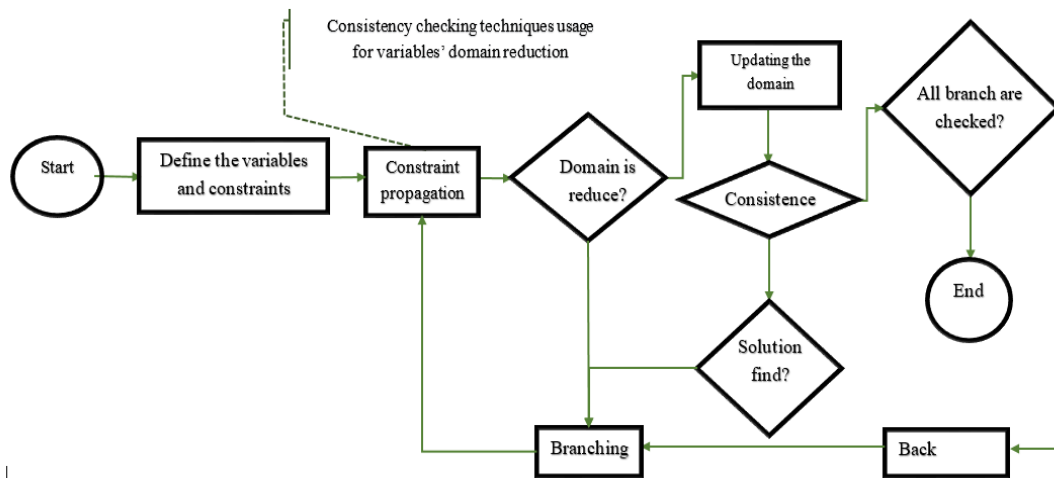 Consistency checking techniques usage
for variables’ domain reduction
Start
Define the variables
and constraints
Constraint
propagation
Domain is
reduce?
Updating the
domain
Consistence
All branch are
checked?
End
Solution
find?
Branching
Back